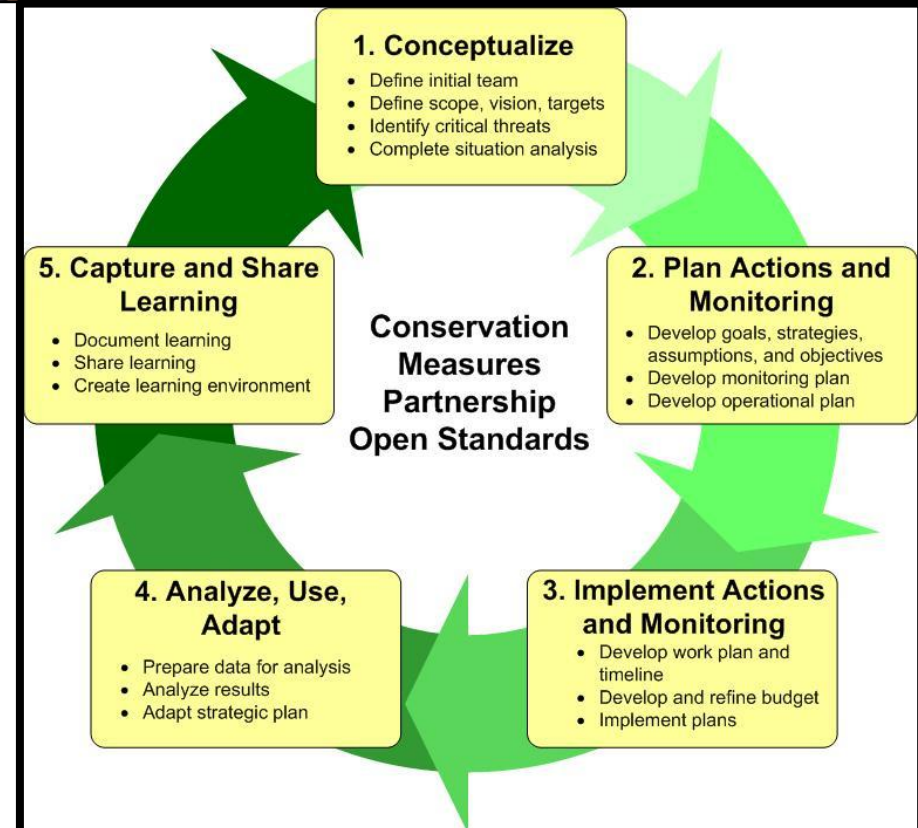 1. Conceptualize
• Define initial team
• Define scope, vision, targets
• Identify critical threats
• Complete situation analysis
2. Plan Actions and
Monitoring
• Develop goals, strategies,
assumptions, and objectives
• Develop monitoring plan
• Develop operational plan
3. Implement Actions
and Monitoring
• Develop work plan and
timeline
• Develop and refine budget
• Implement plans
4. Analyze, Use,
Adapt
• Prepare data for analysis
• Analyze results
• Adapt strategic plan
5. Capture and Share
Learning
• Document learning
• Share learning
• Create learning environment
Conservation
Measures
Partnership
Open Standards